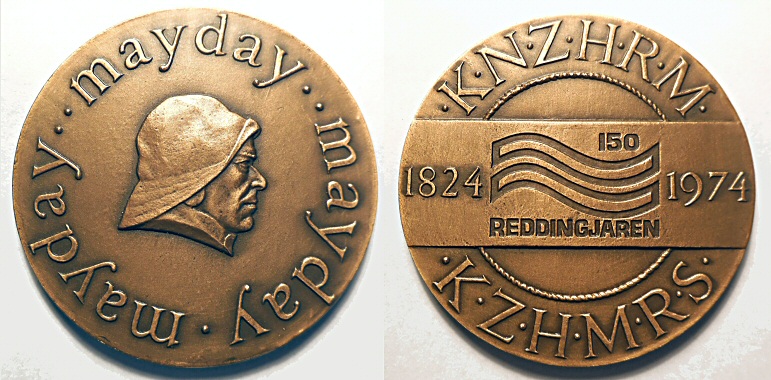 ··mayday··mayday·mayday
·K·N·Z·H·R·M·
150
1824 1974
REDDINGJAREN
·K·Z·H·M·R·S·